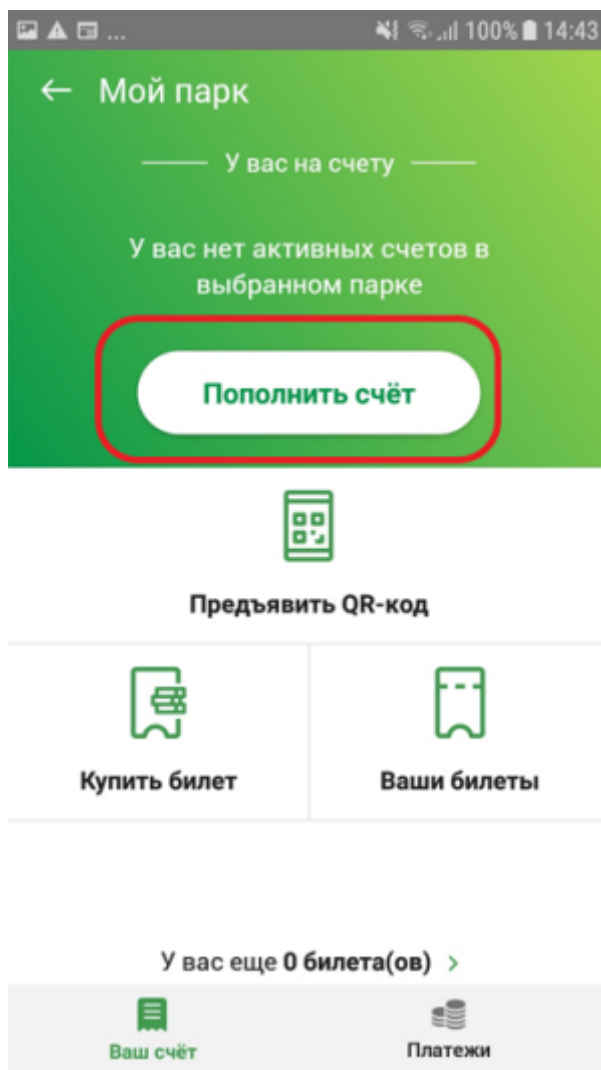 ... 100% 14:43
Мой парк
У вас на счету
У вас нет активных счетов в
выбранном парке
Пополнить счёт
Предъявить QR-код
Купить билет
Ваши билеты
У вас еще 0 билета(ов) >
Ваш счёт
Платежи